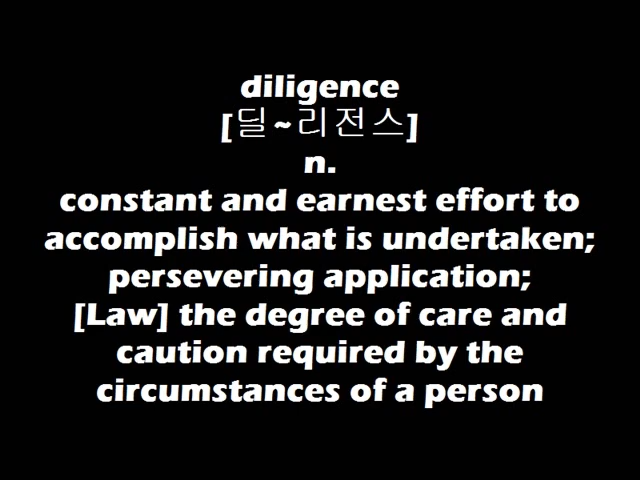 diligence
[딜~리전스]
n.
constant and earnest effort to
accomplish what is undertaken;
persevering application;
[Law] the degree of care and
caution required by the
circumstances of a person